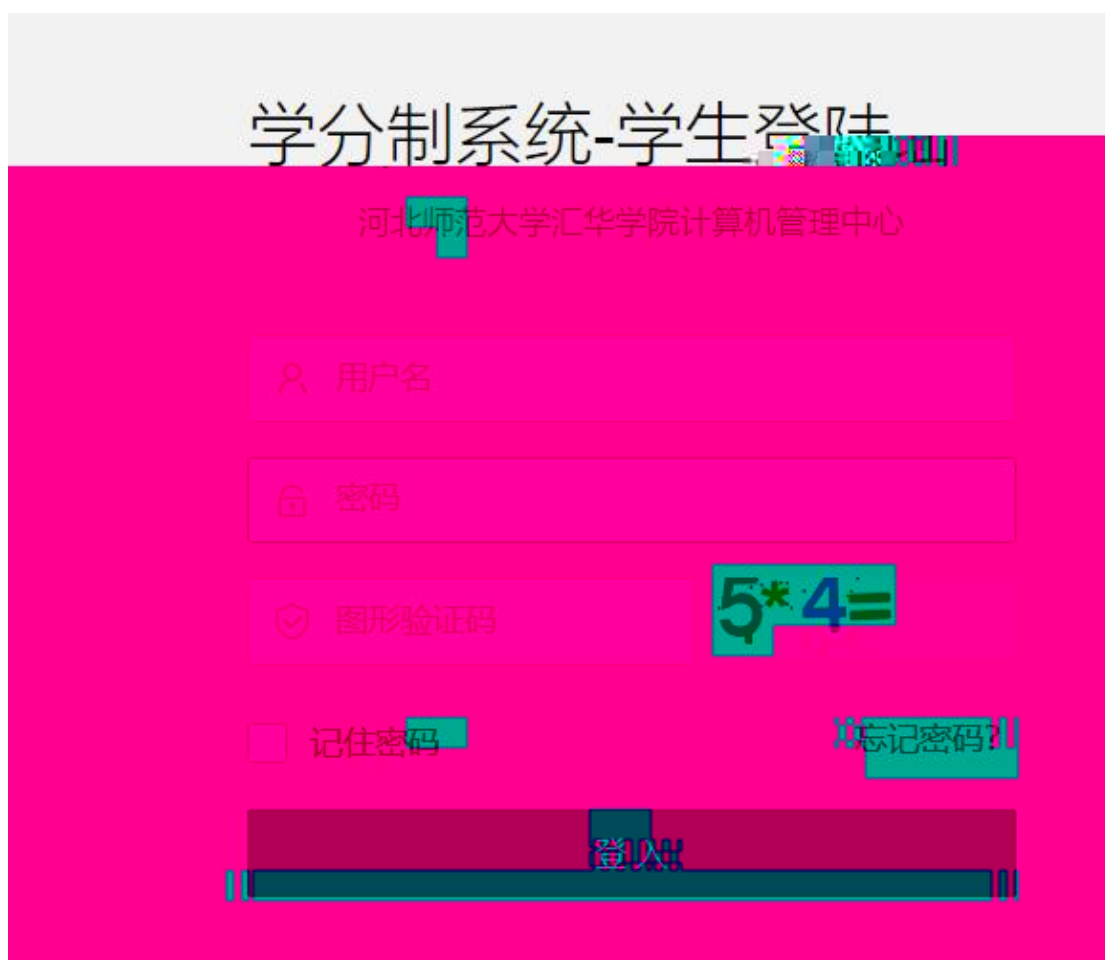 学分制系统-学生登陆
河北师范大学汇华学院计算机管理中心
用户名
密码
图形验证码
5*4=
记住密码
忘记密码?
登入